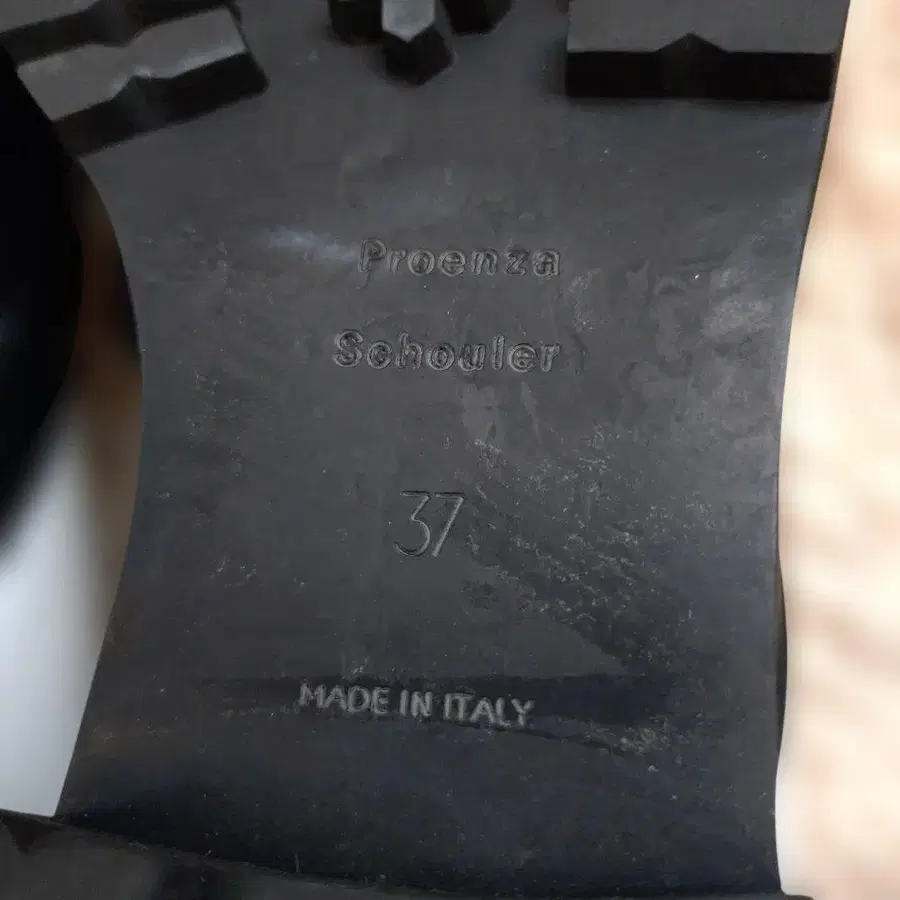 Proenza
Schouler
37
MADE IN ITALY